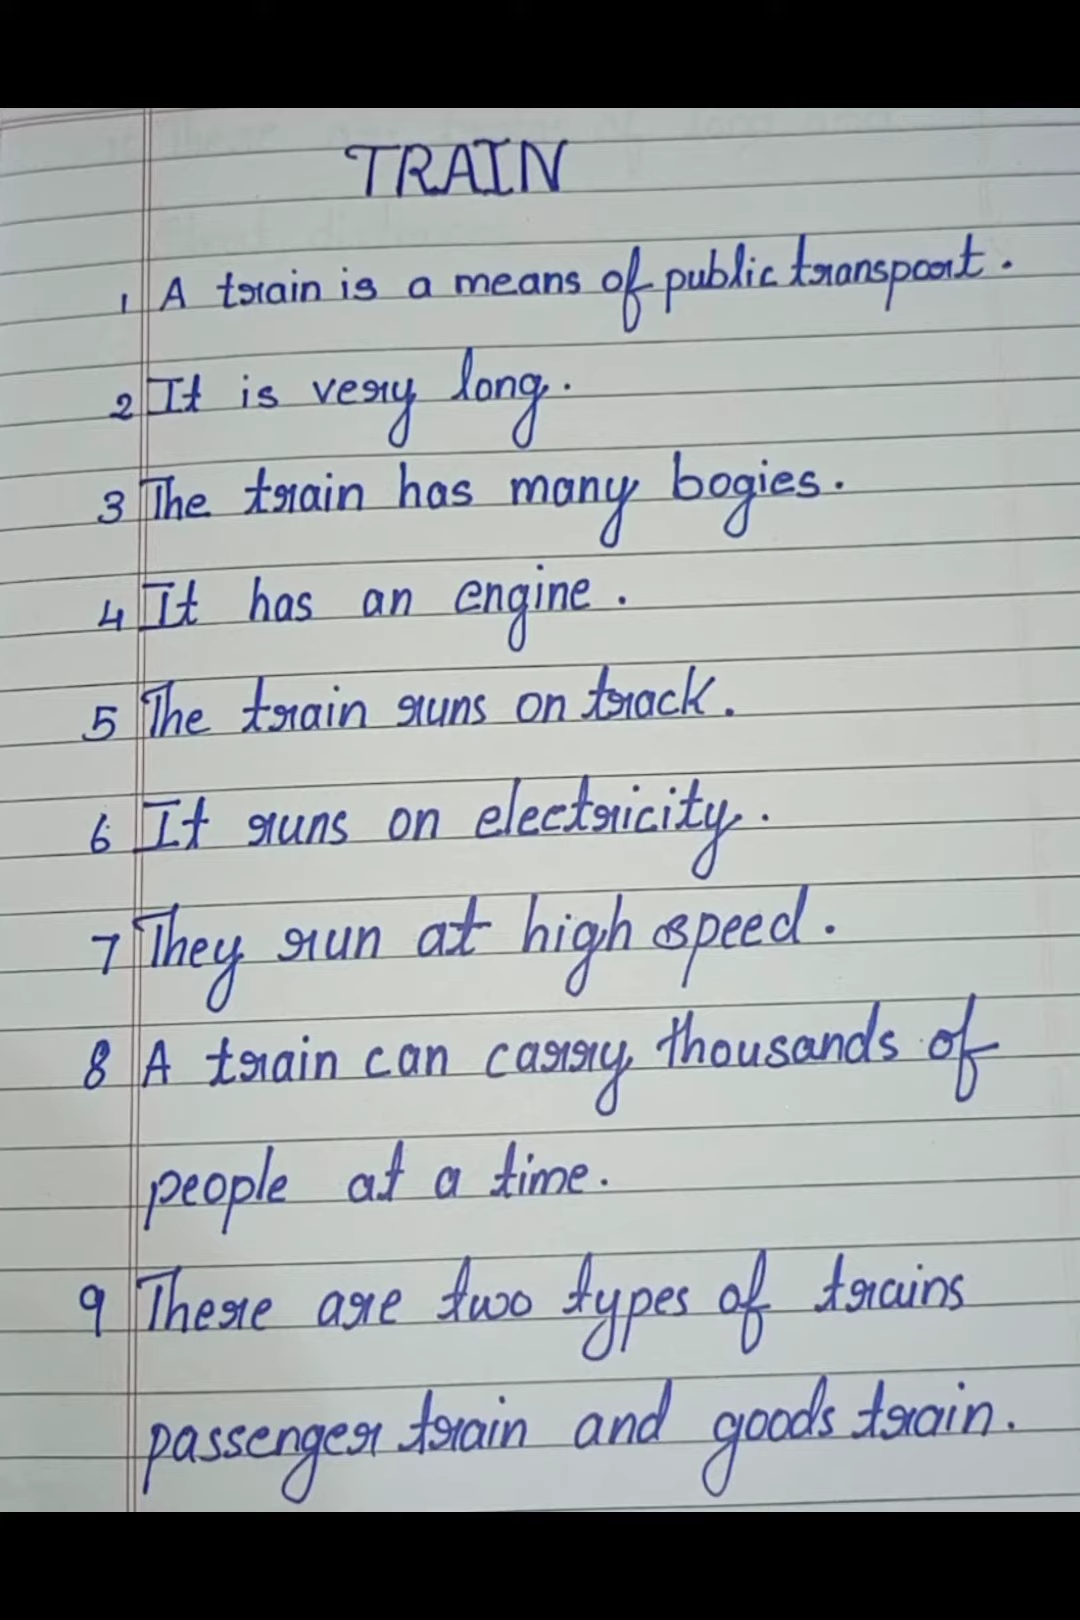 TRAIN
1 A train is a means of public transpoort.
2 It is very long.
3 The train has many bogies.
4 It has an engine.
5 The train runs on track.
6 It runs on electricity.
7 They run at high speed.
8 A train can carry thousands of
people at a time.
9 There are two types of trains
passenger train and goods train.